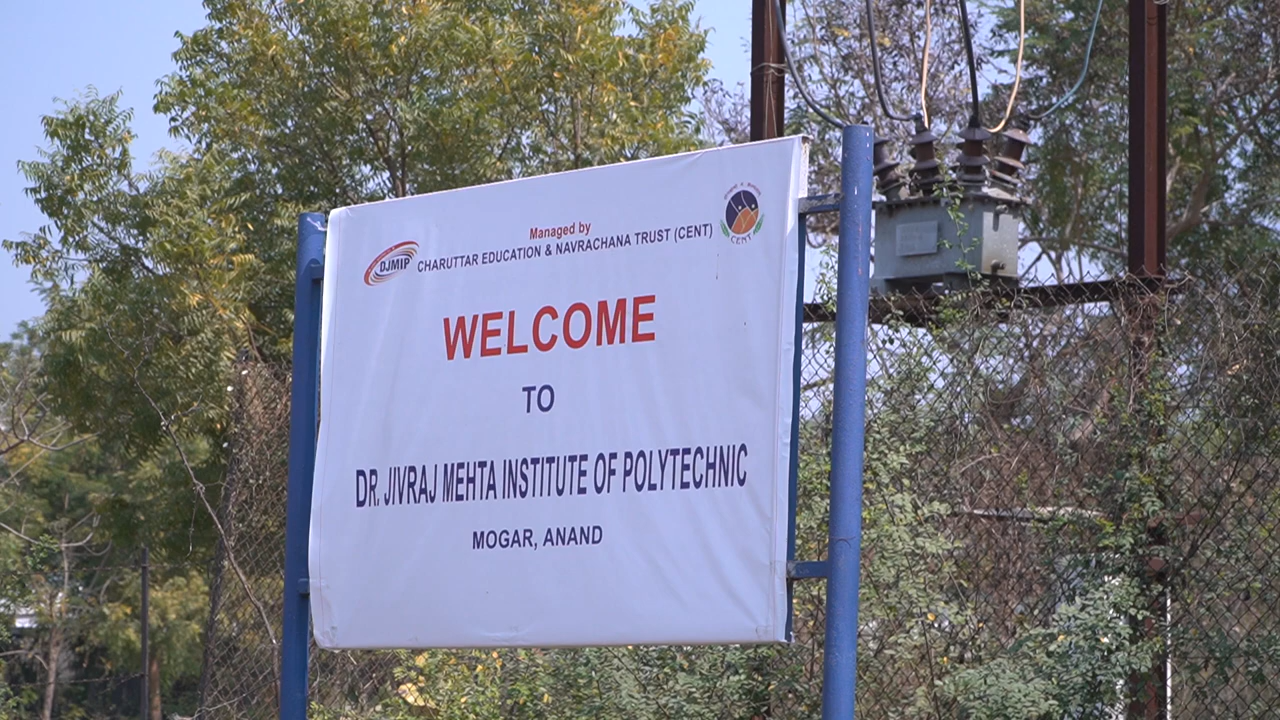 Managed by
DJMIP CHARUTTAR EDUCATION & NAVRACHANA TRUST (CENT)
CENT
WELCOME
TO
DR. JIVRAJ MEHTA INSTITUTE OF POLYTECHNIC
MOGAR, ANAND